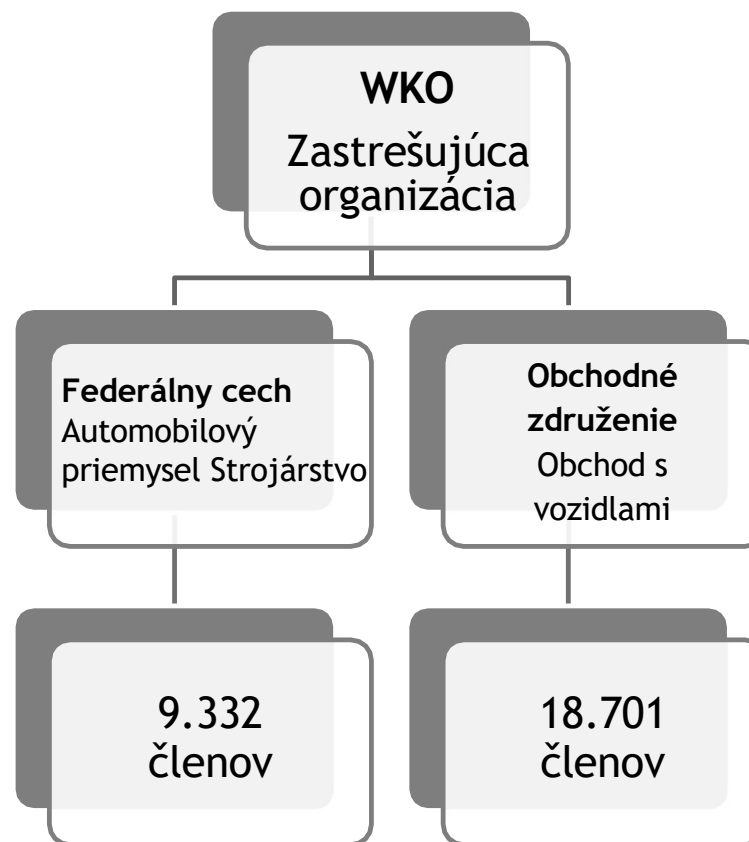 WKO
Zastrešujúca
organizácia
Federálny cech
Automobilový
priemysel Strojárstvo
Obchodné
združenie
Obchod s
vozidlami
9.332
členov
18.701
členov